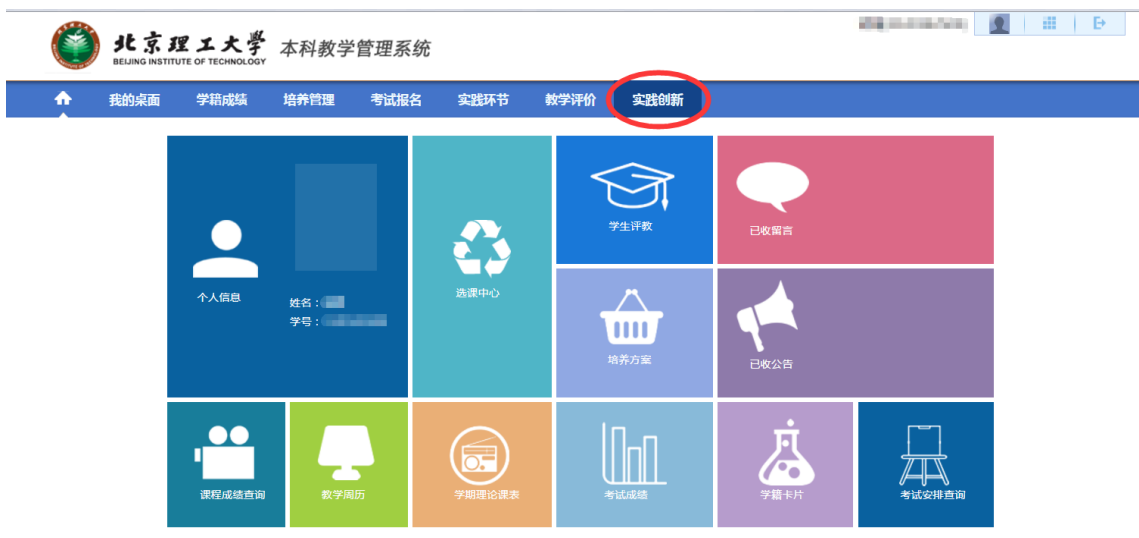 北京理工大學
BEIJING INSTITUTE OF TECHNOLOGY
本科教学管理系统
我的桌面 学籍成绩 培养管理 考试报名 实践环节 教学评价 实践创新
个人信息
姓名：
学号：
选课中心
学生评教
已收留言
培养方案
已收公告
课程成绩查询
教学周历
学期理论课表
考试成绩
学籍卡片
考试安排查询